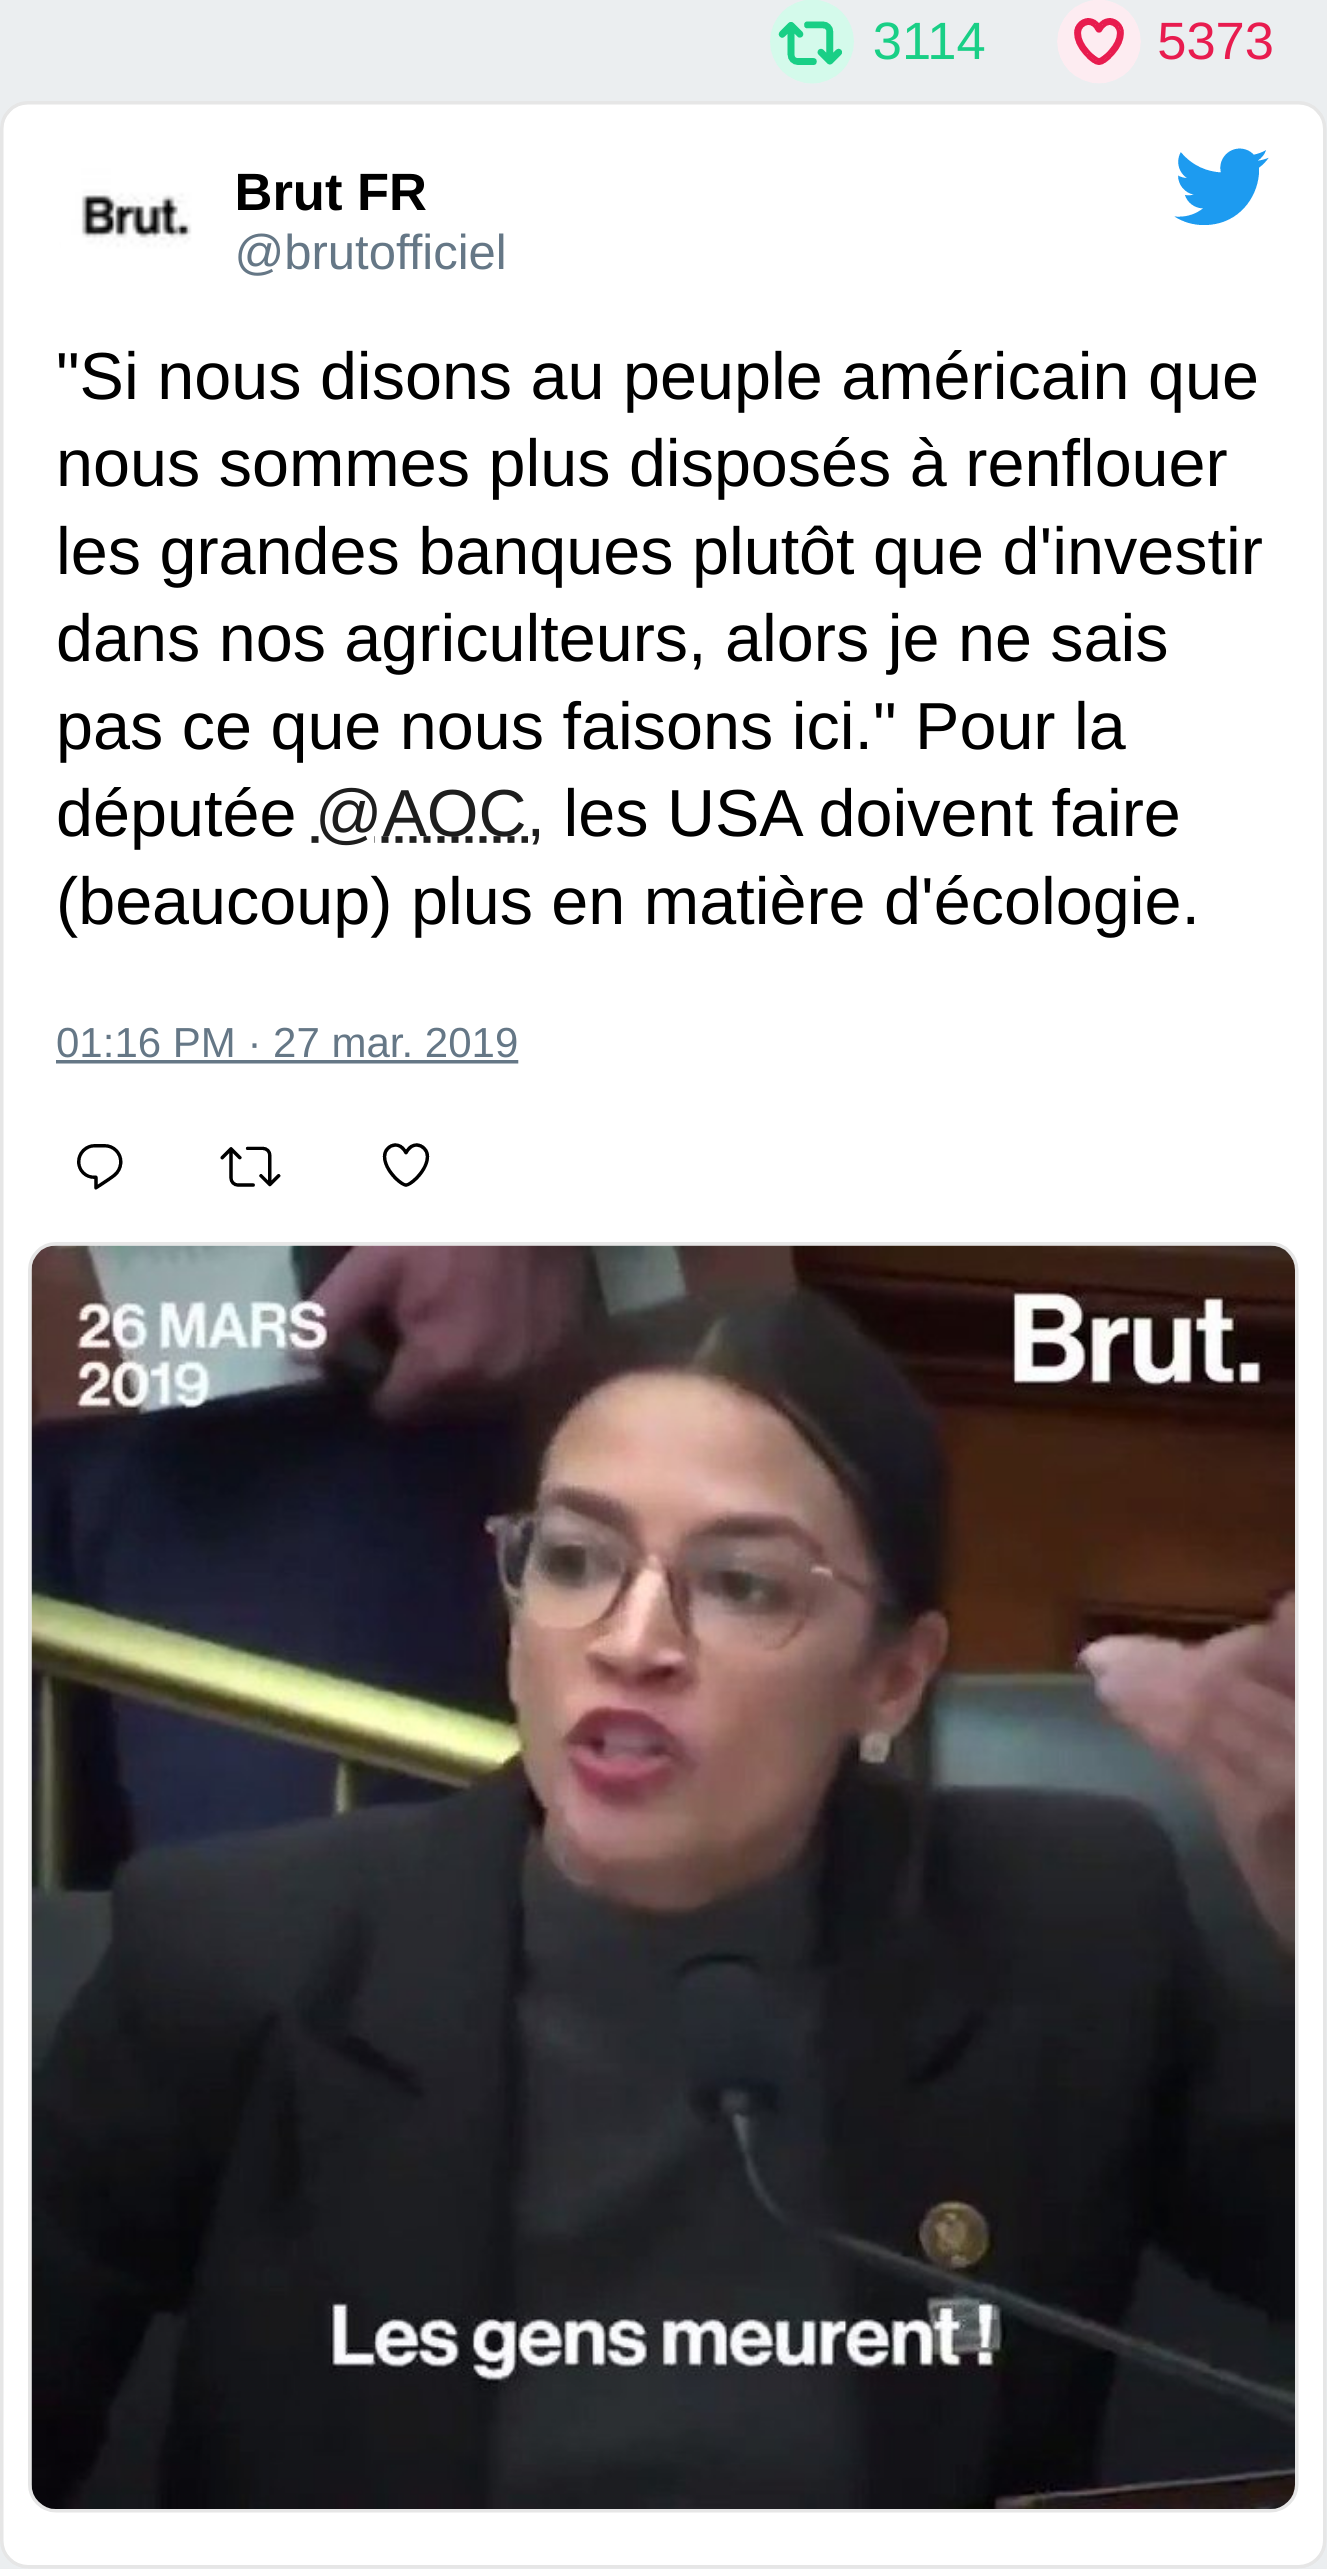 3114 5373
Brut.
Brut FR
@brutofficiel
"Si nous disons au peuple américain que
nous sommes plus disposés à renflouer
les grandes banques plutôt que d'investir
dans nos agriculteurs, alors je ne sais
pas ce que nous faisons ici." Pour la
députée @AOC, les USA doivent faire
(beaucoup) plus en matière d'écologie.
01:16 PM · 27 mar. 2019
26 MARS
2019
Brut.
Les gens meurent !